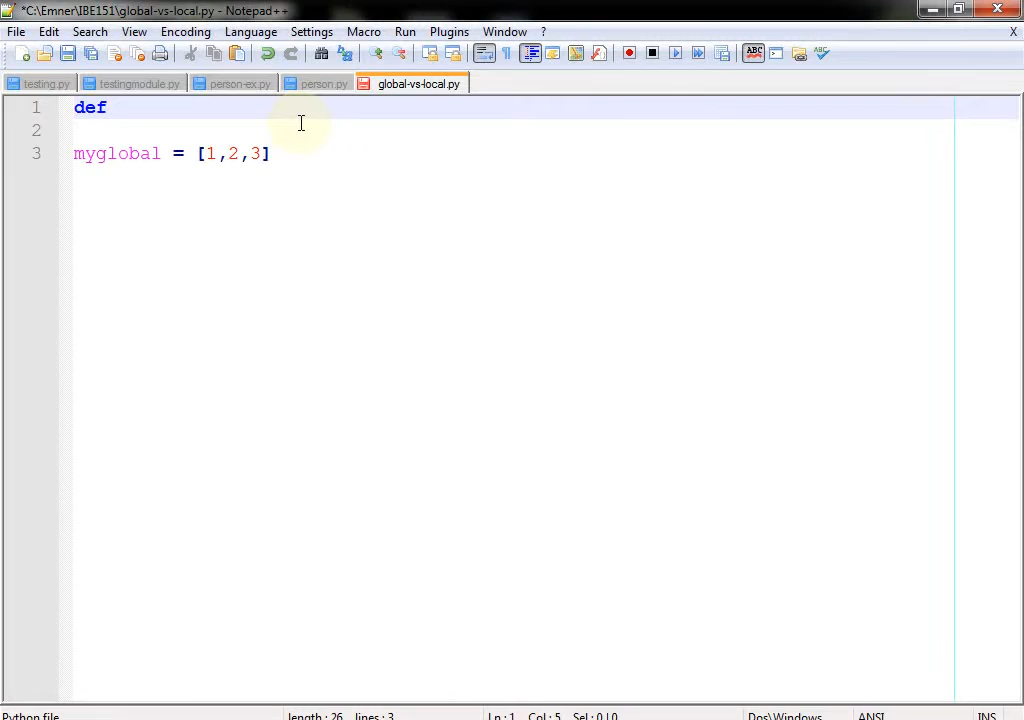 *C:\Emner\IBE151\global-vs-local.py - Notepad++
File Edit Search View Encoding Language Settings Macro Run Plugins Window ? X
testing.py testingmodule.py person-ex.py person.py global-vs-local.py
1 def
2
3 myglobal = [1,2,3]
Python file length : 26 lines : 3 Ln : 1 Col : 5 Sel : 0 | 0 Dos\Windows ANSI INS